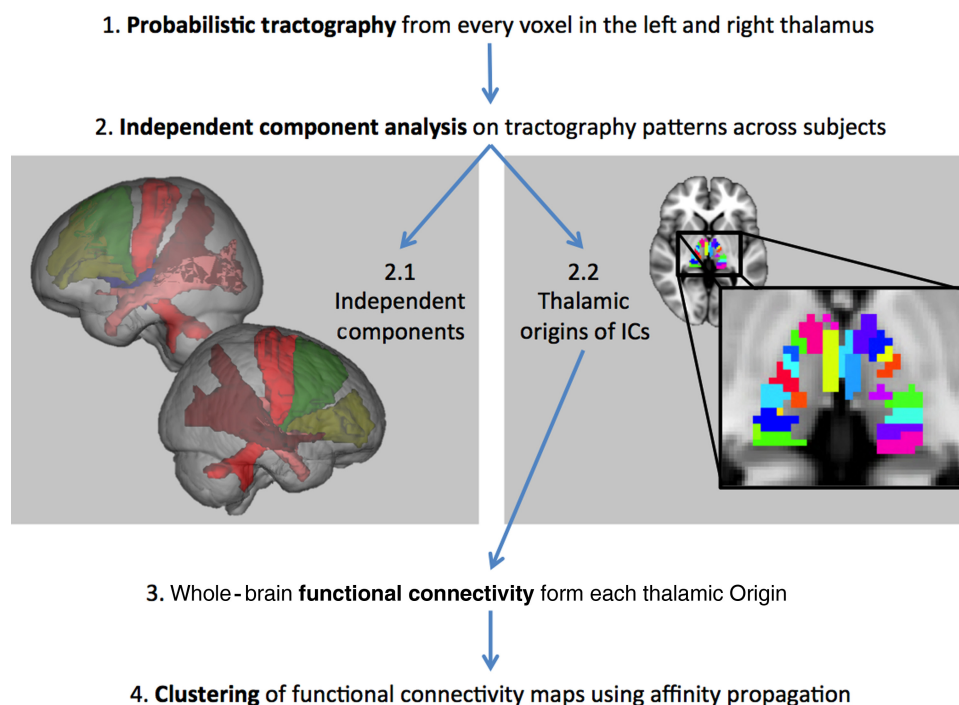 1. Probabilistic tractography from every voxel in the left and right thalamus
2. Independent component analysis on tractography patterns across subjects
2.1
Independent
components
2.2
Thalamic
origins of ICs
3. Whole-brain functional connectivity form each thalamic Origin
4. Clustering of functional connectivity maps using affinity propagation